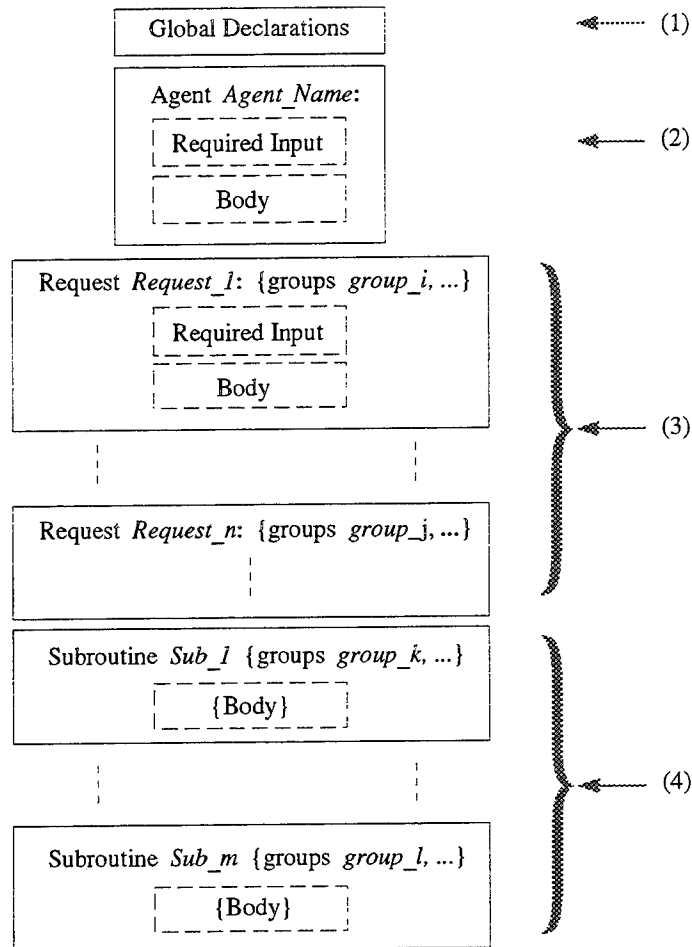 Global Declarations (1)
Agent Agent_Name:
Required Input (2)
Body
Request Request_1: {groups group_i, ...}
Required Input
Body
(3)
Request Request_n: {groups group_j, ...}
Subroutine Sub_1 {groups group_k, ...}
{Body}
(4)
Subroutine Sub_m {groups group_l, ...}
{Body}